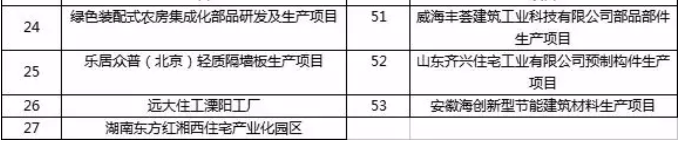 24 绿色装配式农房集成化部品研发及生产项目 51 威海丰荟建筑工业科技有限公司部品部件
生产项目
25 乐居众普（北京）轻质隔墙板生产项目 52 山东齐兴住宅工业有限公司预制构件生产
项目
26 远大住工溧阳工厂 53 安徽海创新型节能建筑材料生产项目
27 湖南东方红湘西住宅产业化园区